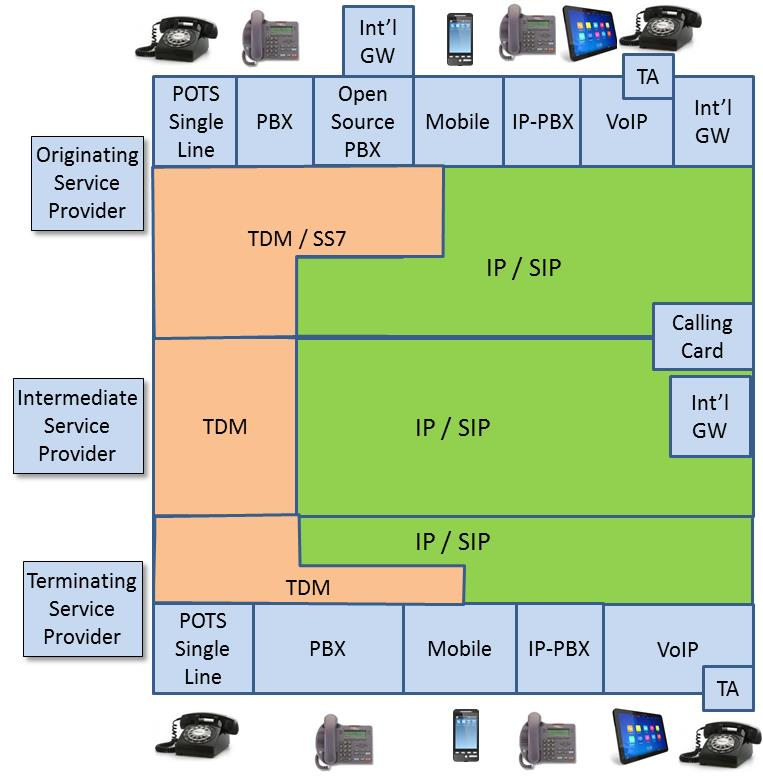 Int'l
GW
POTS
Single
Line
PBX
Open
Source
PBX
Mobile
IP-PBX
VoIP
TA
Int'l
GW
Originating
Service
Provider
TDM / SS7
IP / SIP
Calling
Card
Intermediate
Service
Provider
TDM
IP / SIP
Int'l
GW
IP / SIP
Terminating
Service
Provider
TDM
POTS
Single
Line
PBX
Mobile
IP-PBX
VoIP
TA